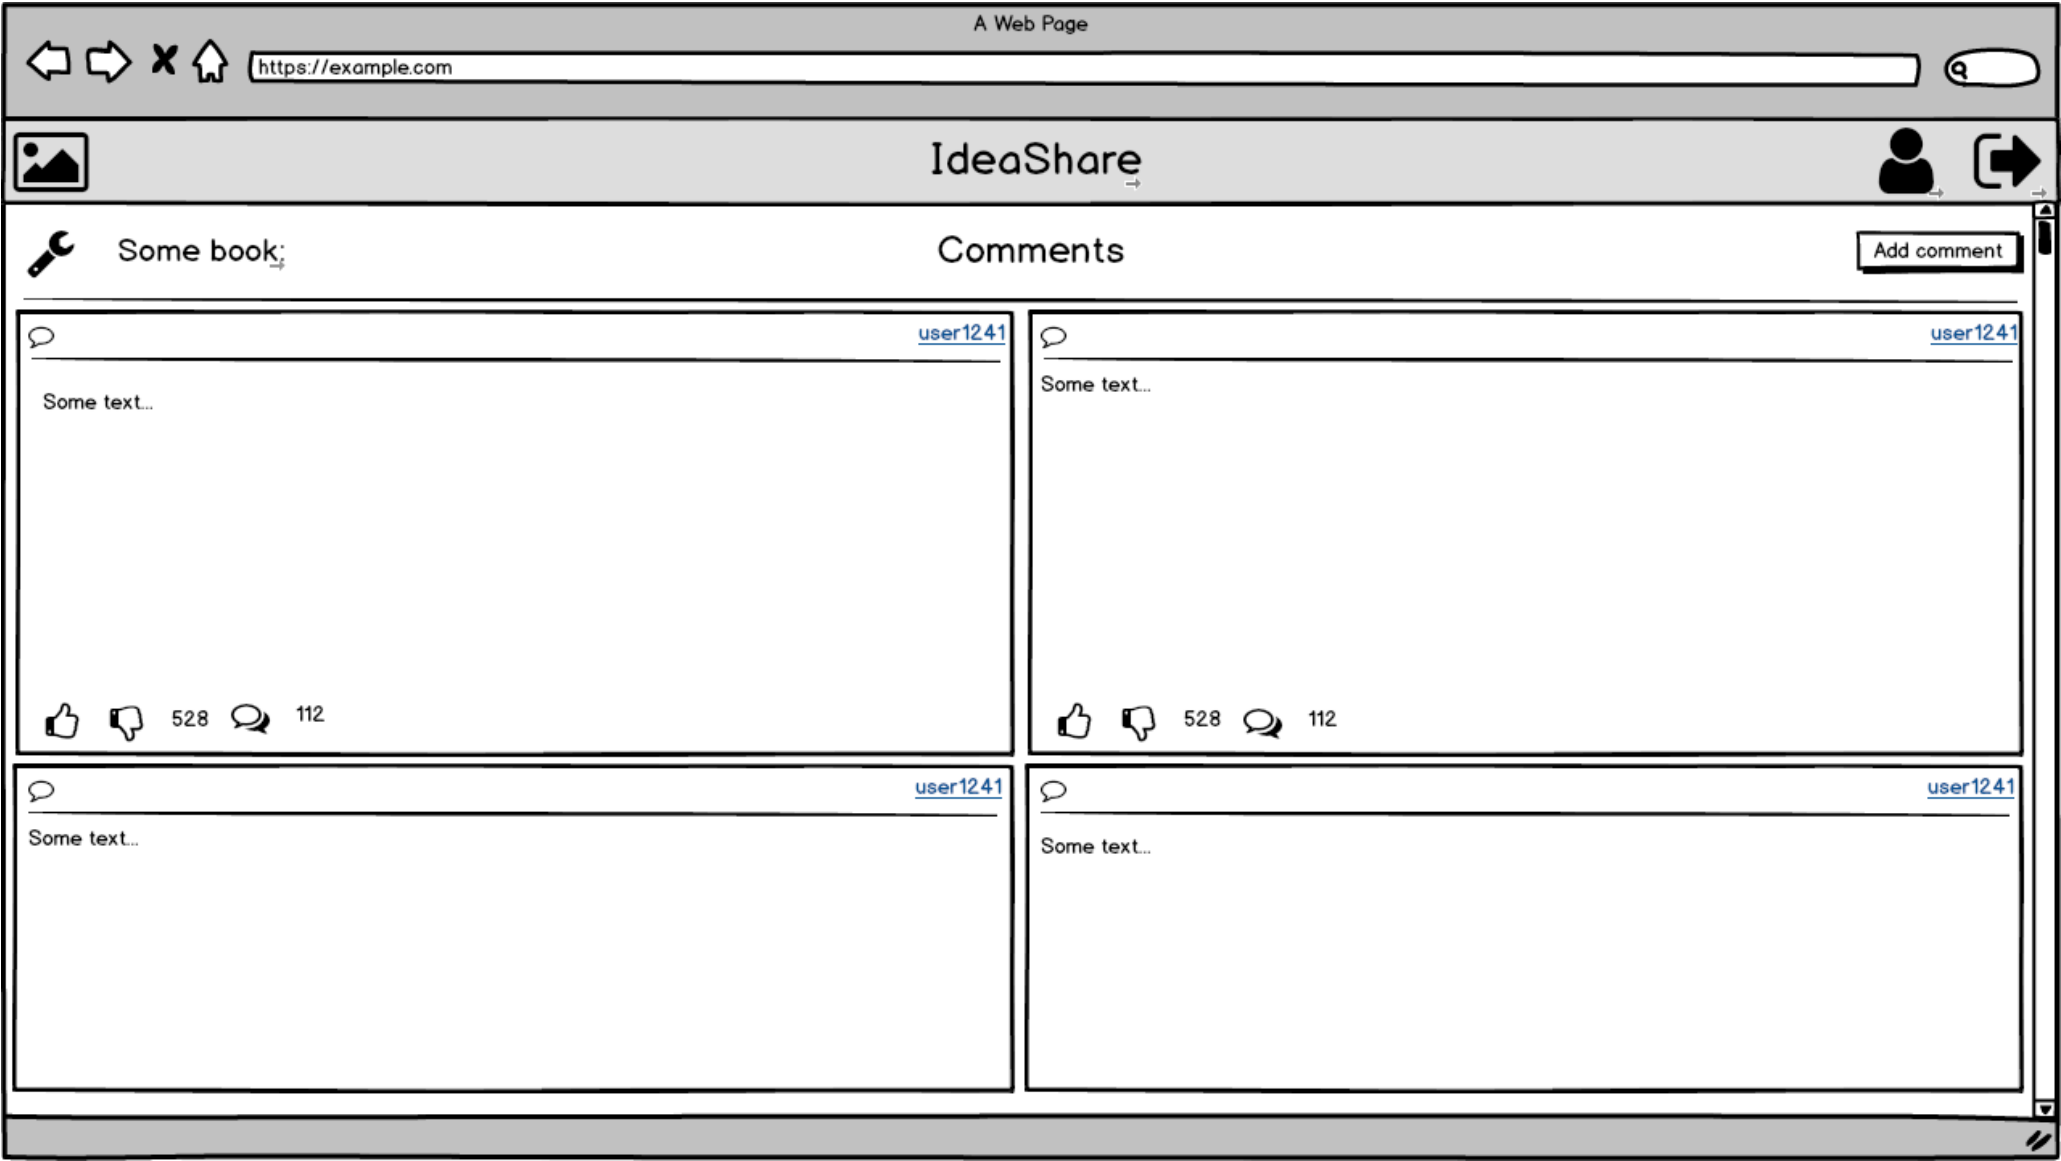 A Web Page
https://example.com
IdeaShare
Some book:
Comments
Add comment
user1241
user1241
Some text...
Some text...
528
112
528
112
user1241
user1241
Some text...
Some text...